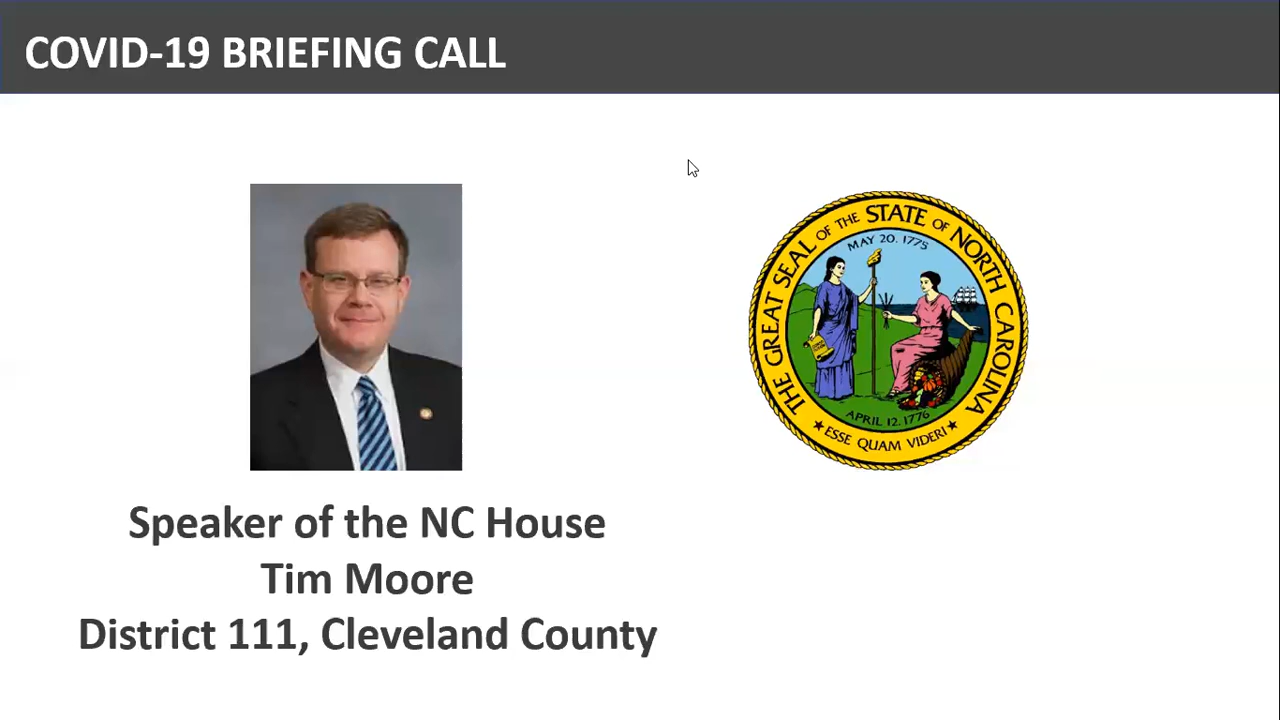 COVID-19 BRIEFING CALL
THE GREAT SEAL OF THE STATE OF NORTH CAROLINA
MAY 20, 1775
APRIL 12, 1776
★ESSE QUAM VIDERI★
Speaker of the NC House
Tim Moore
District 111, Cleveland County